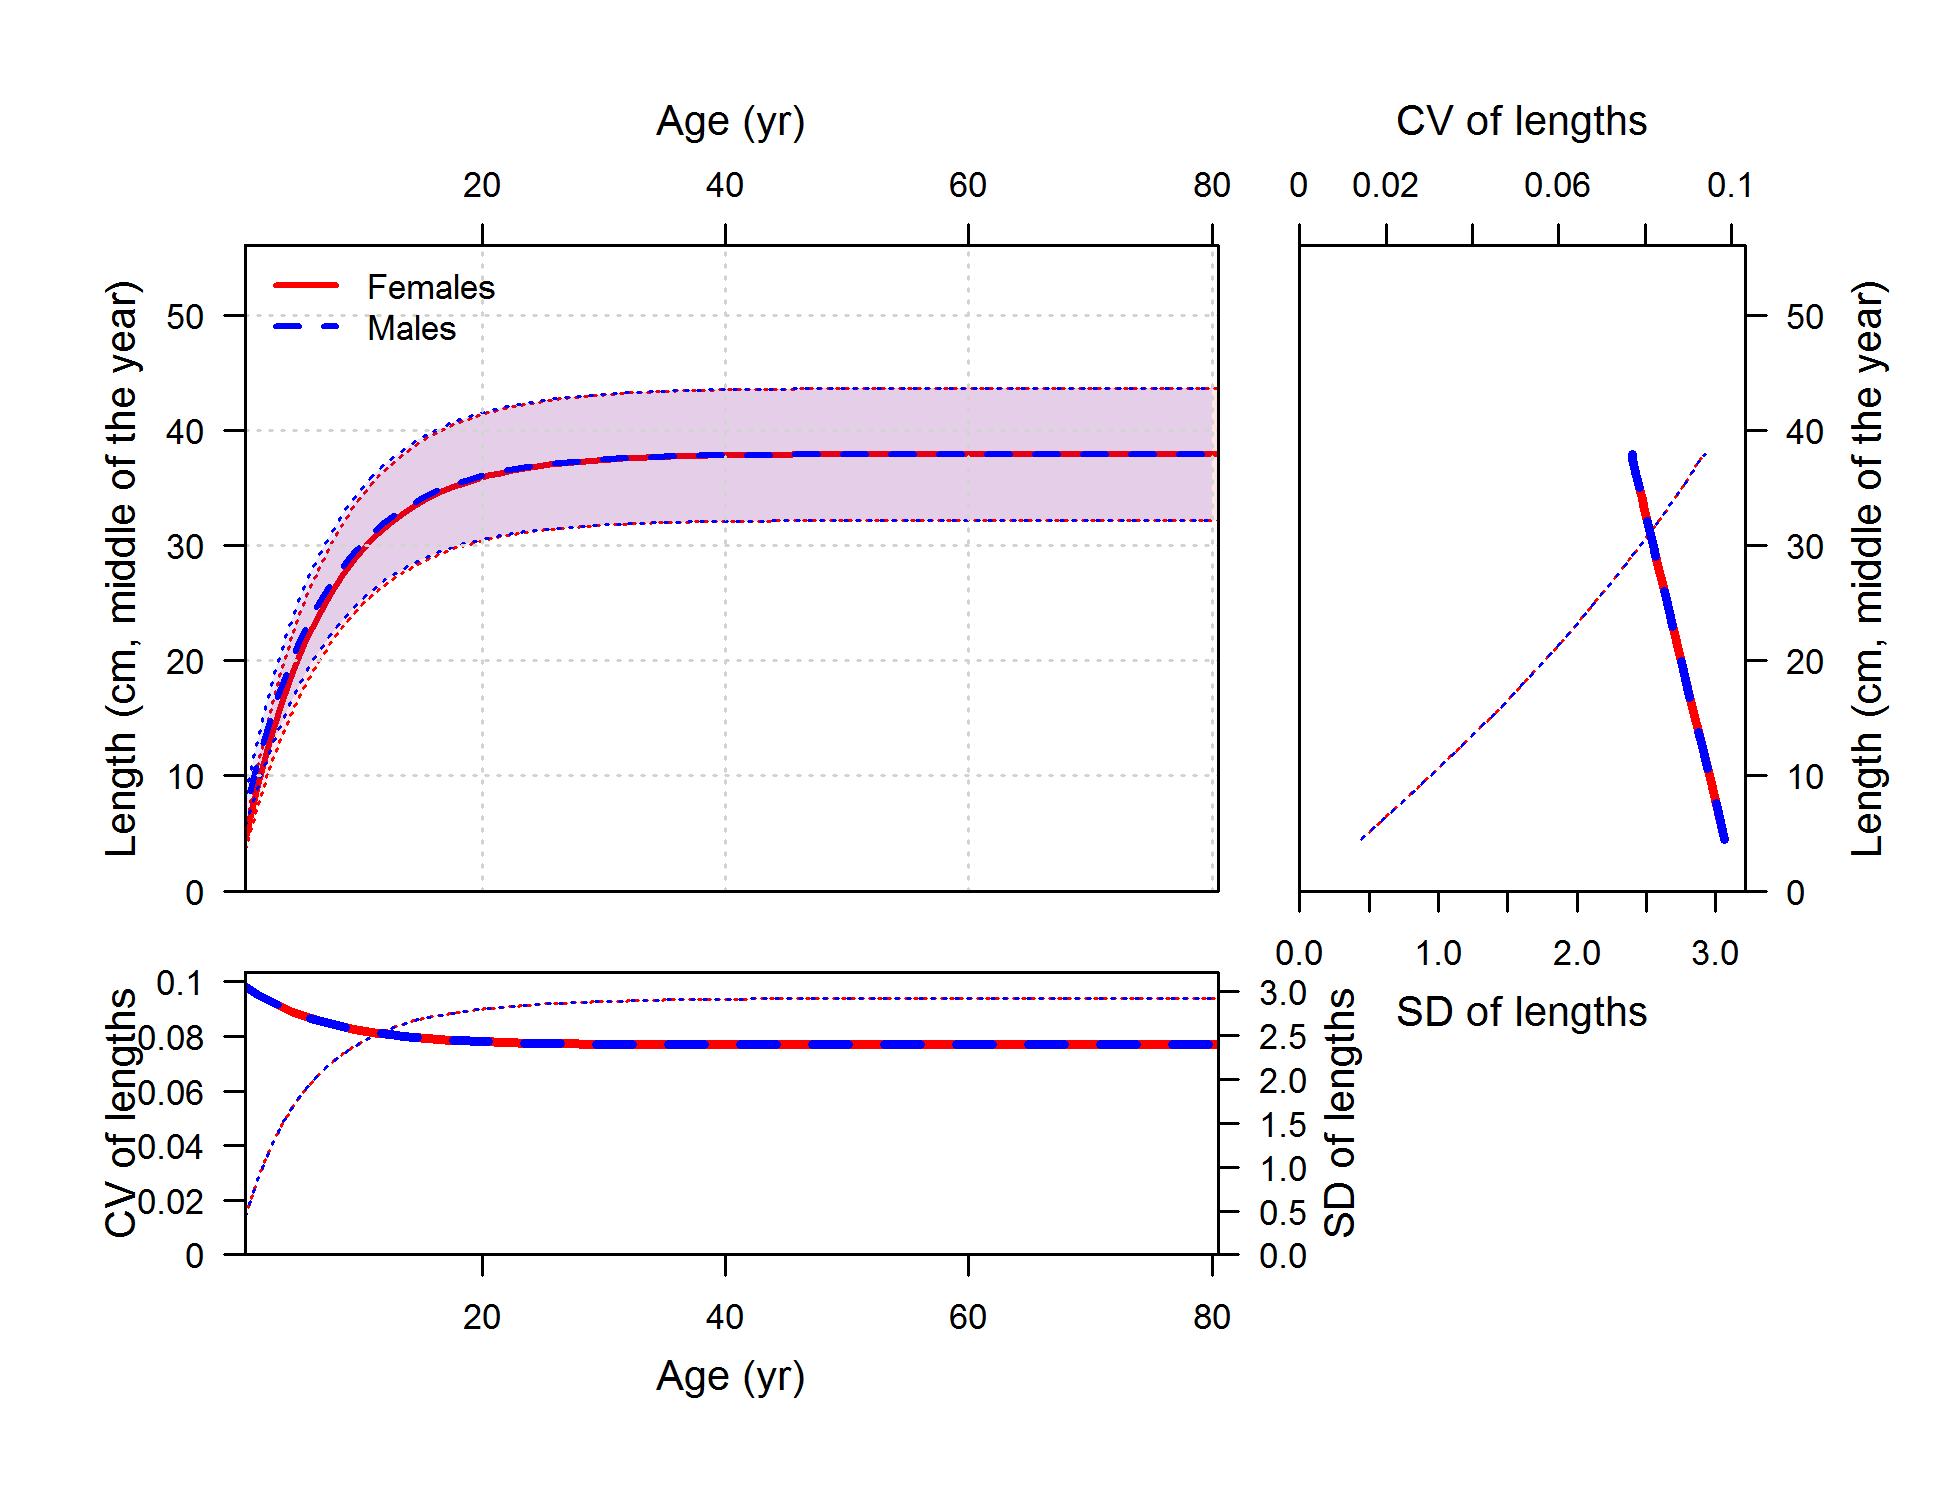 Age (yr)
CV of lengths
20 40 60 80
0 0.02 0.06 0.1
Females
Males
Length (cm, middle of the year)
50
40
30
20
10
0
50
40
30
20
10
0
Length (cm, middle of the year)
0.0 1.0 2.0 3.0
SD of lengths
CV of lengths
0.1
0.08
0.06
0.04
0.02
0
3.0
2.5
2.0
1.5
1.0
0.5
0.0
SD of lengths
20 40 60 80
Age (yr)